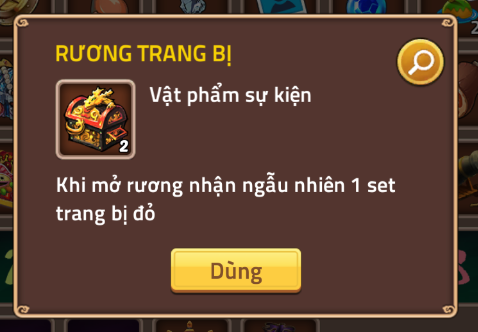 RƯƠNG TRANG BỊ
Vật phẩm sự kiện
2
Khi mở rương nhận ngẫu nhiên 1 set
trang bị đỏ
Dùng